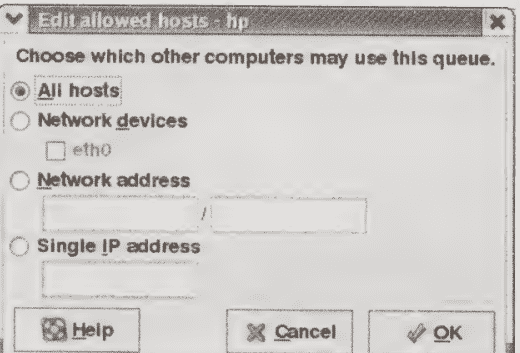 Edit allowed hosts - hp
Choose which other computers may use this queue.
All hosts
Network devices
eth0
Network address
/
Single IP address
Help
Cancel
OK